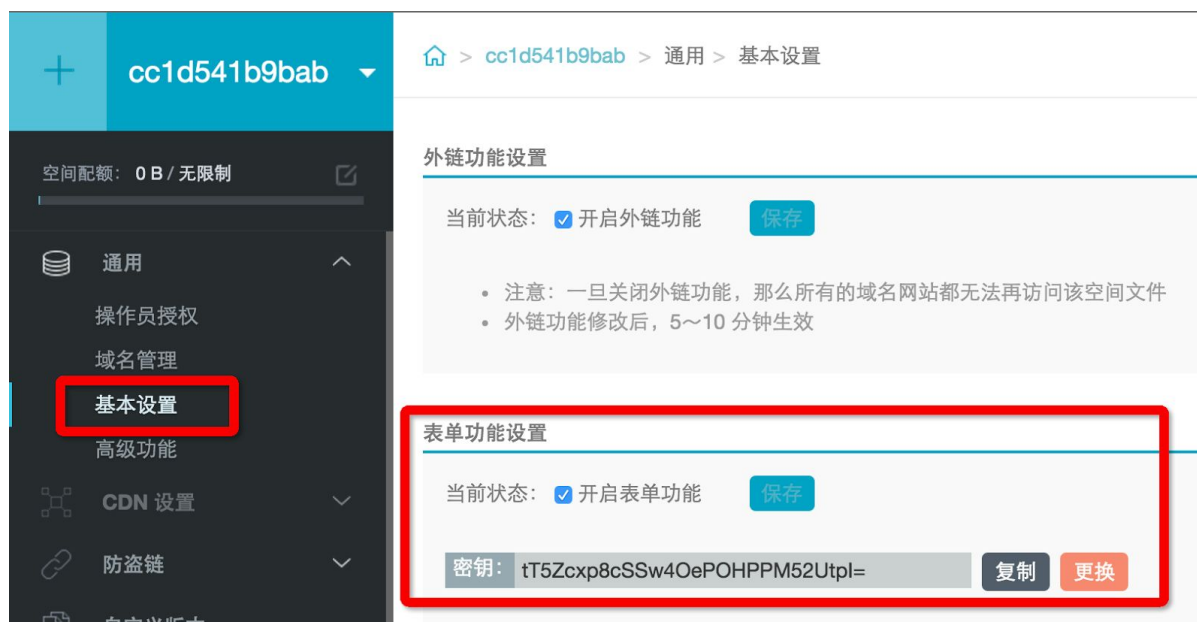 + cc1d541b9bab
> cc1d541b9bab > 通用 > 基本设置
空间配额： 0 B / 无限制
通用
操作员授权
域名管理
基本设置
高级功能
CDN 设置
防盗链
自定义版本
外链功能设置
当前状态： 开启外链功能 保存
• 注意：一旦关闭外链功能，那么所有的域名网站都无法再访问该空间文件
• 外链功能修改后，5～10 分钟生效
表单功能设置
当前状态： 开启表单功能 保存
密钥： tT5Zcxp8cSSw4OePOHPPM52UtpI= 复制 更换